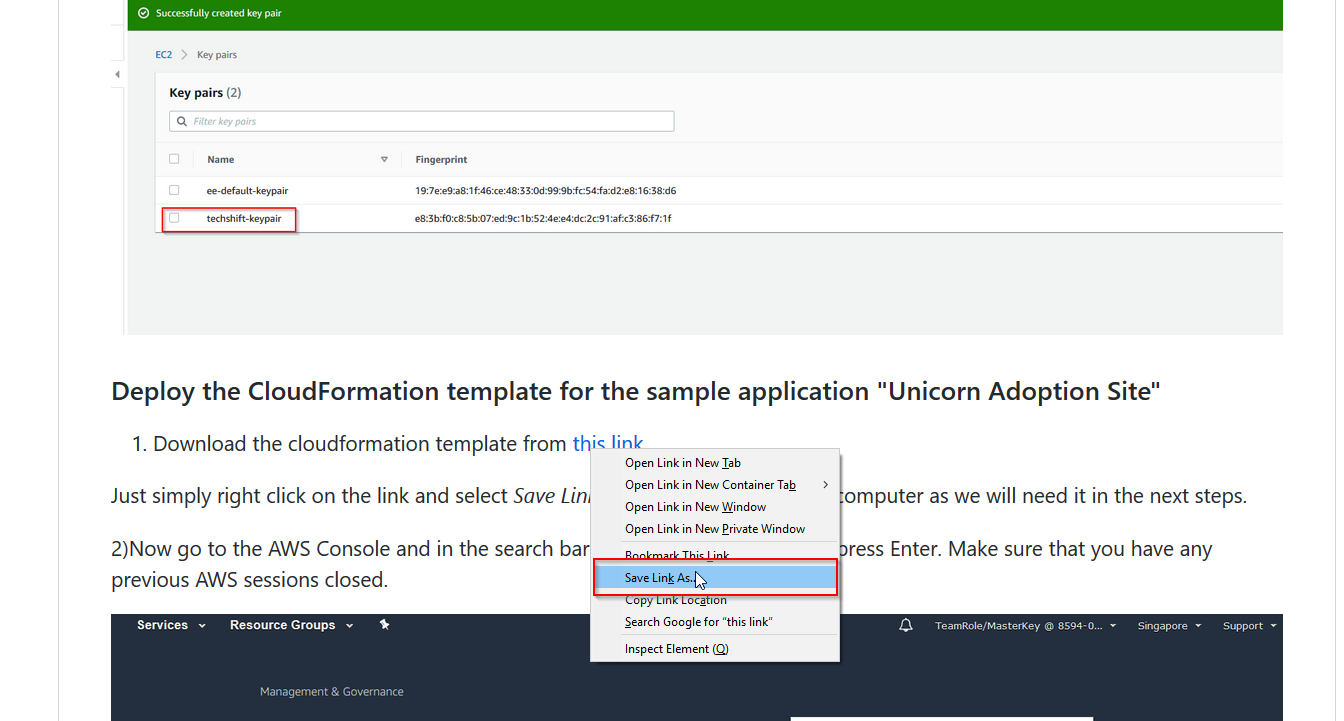 Successfully created key pair
EC2 > Key pairs
Key pairs (2)
Filter key pairs
Name Fingerprint
ee-default-keypair 19:7e:e9:a8:1f:46:ce:48:33:0d:99:9b:fc:54:fa:d2:e8:16:38:d6
techshift-keypair e8:3b:f0:c8:5b:07:ed:9c:1b:52:4e:e4:dc:2c:91:af:c3:86:f7:1f
Deploy the CloudFormation template for the sample application "Unicorn Adoption Site"
1. Download the cloudformation template from this link
Open Link in New Tab
Open Link in New Container Tab
Just simply right click on the link and select Save Lin computer as we will need it in the next steps.
Open Link in New Window
Open Link in New Private Window
2)Now go to the AWS Console and in the search bar press Enter. Make sure that you have any
Bookmark This Link
previous AWS sessions closed.
Save Link As...
Copy Link Location
Search Google for “this link”
Inspect Element (Q)
Services Resource Groups TeamRole/MasterKey @ 8594-0... Singapore Support
Management & Governance